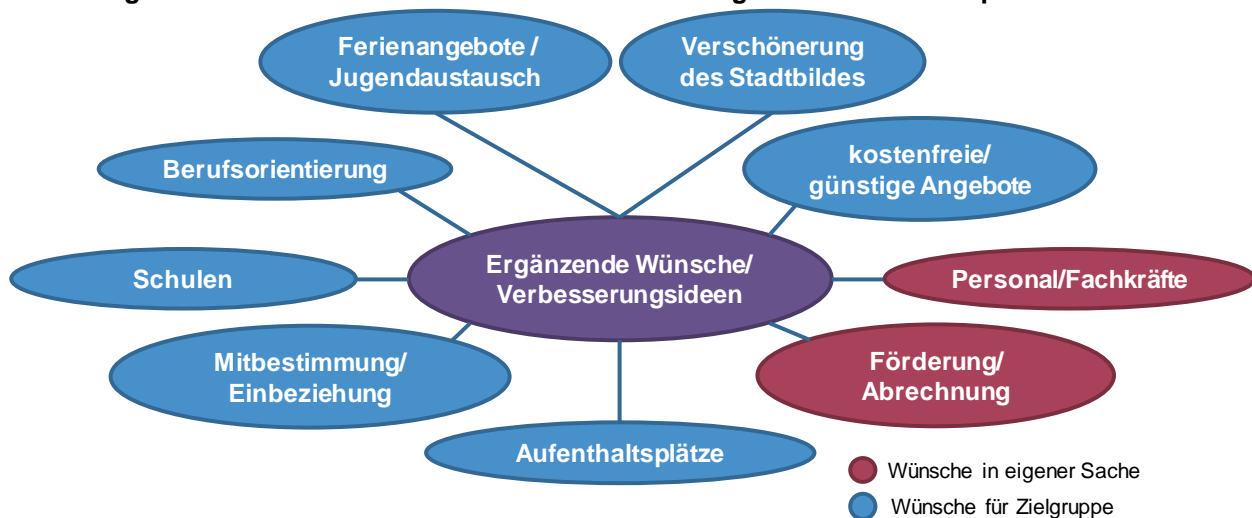 Ferienangebote /
Jugendaustausch
Verschönerung
des Stadtbildes
kostenfreie/
günstige Angebote
Berufsorientierung
Ergänzende Wünsche/
Verbesserungsideen
Schulen
Personal/Fachkräfte
Mitbestimmung/
Einbeziehung
Förderung/
Abrechnung
Aufenthaltsplätze
Wünsche in eigener Sache
Wünsche für Zielgruppe